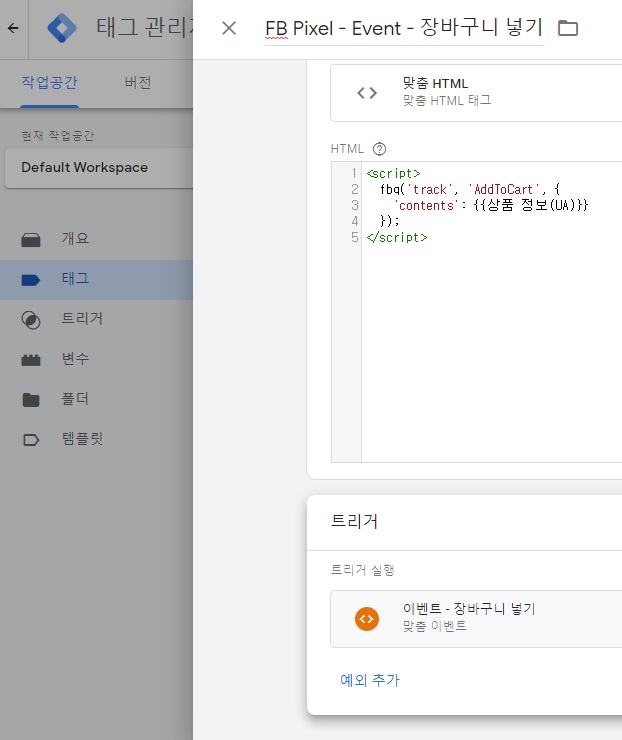 태그 관리
FB Pixel - Event - 장바구니 넣기
작업공간
버전
현재 작업공간
Default Workspace
개요
태그
트리거
변수
폴더
템플릿
맞춤 HTML
맞춤 HTML 태그
HTML
1 <script>
2 fbq('track', 'AddToCart', {
3 'contents': {{상품 정보(UA)}}
4 });
5 </script>
트리거
트리거 실행
이벤트 - 장바구니 넣기
맞춤 이벤트
예외 추가